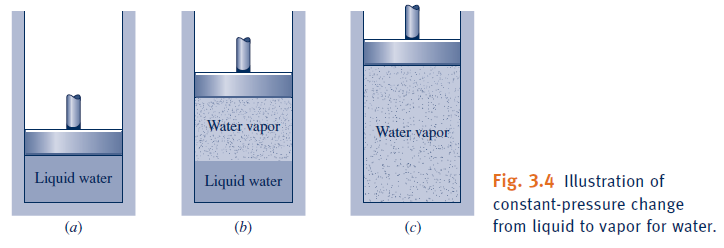 Water vapor
Water vapor
Liquid water
Liquid water
(a)
(b)
(c)
Fig. 3.4 Illustration of
constant-pressure change
from liquid to vapor for water.